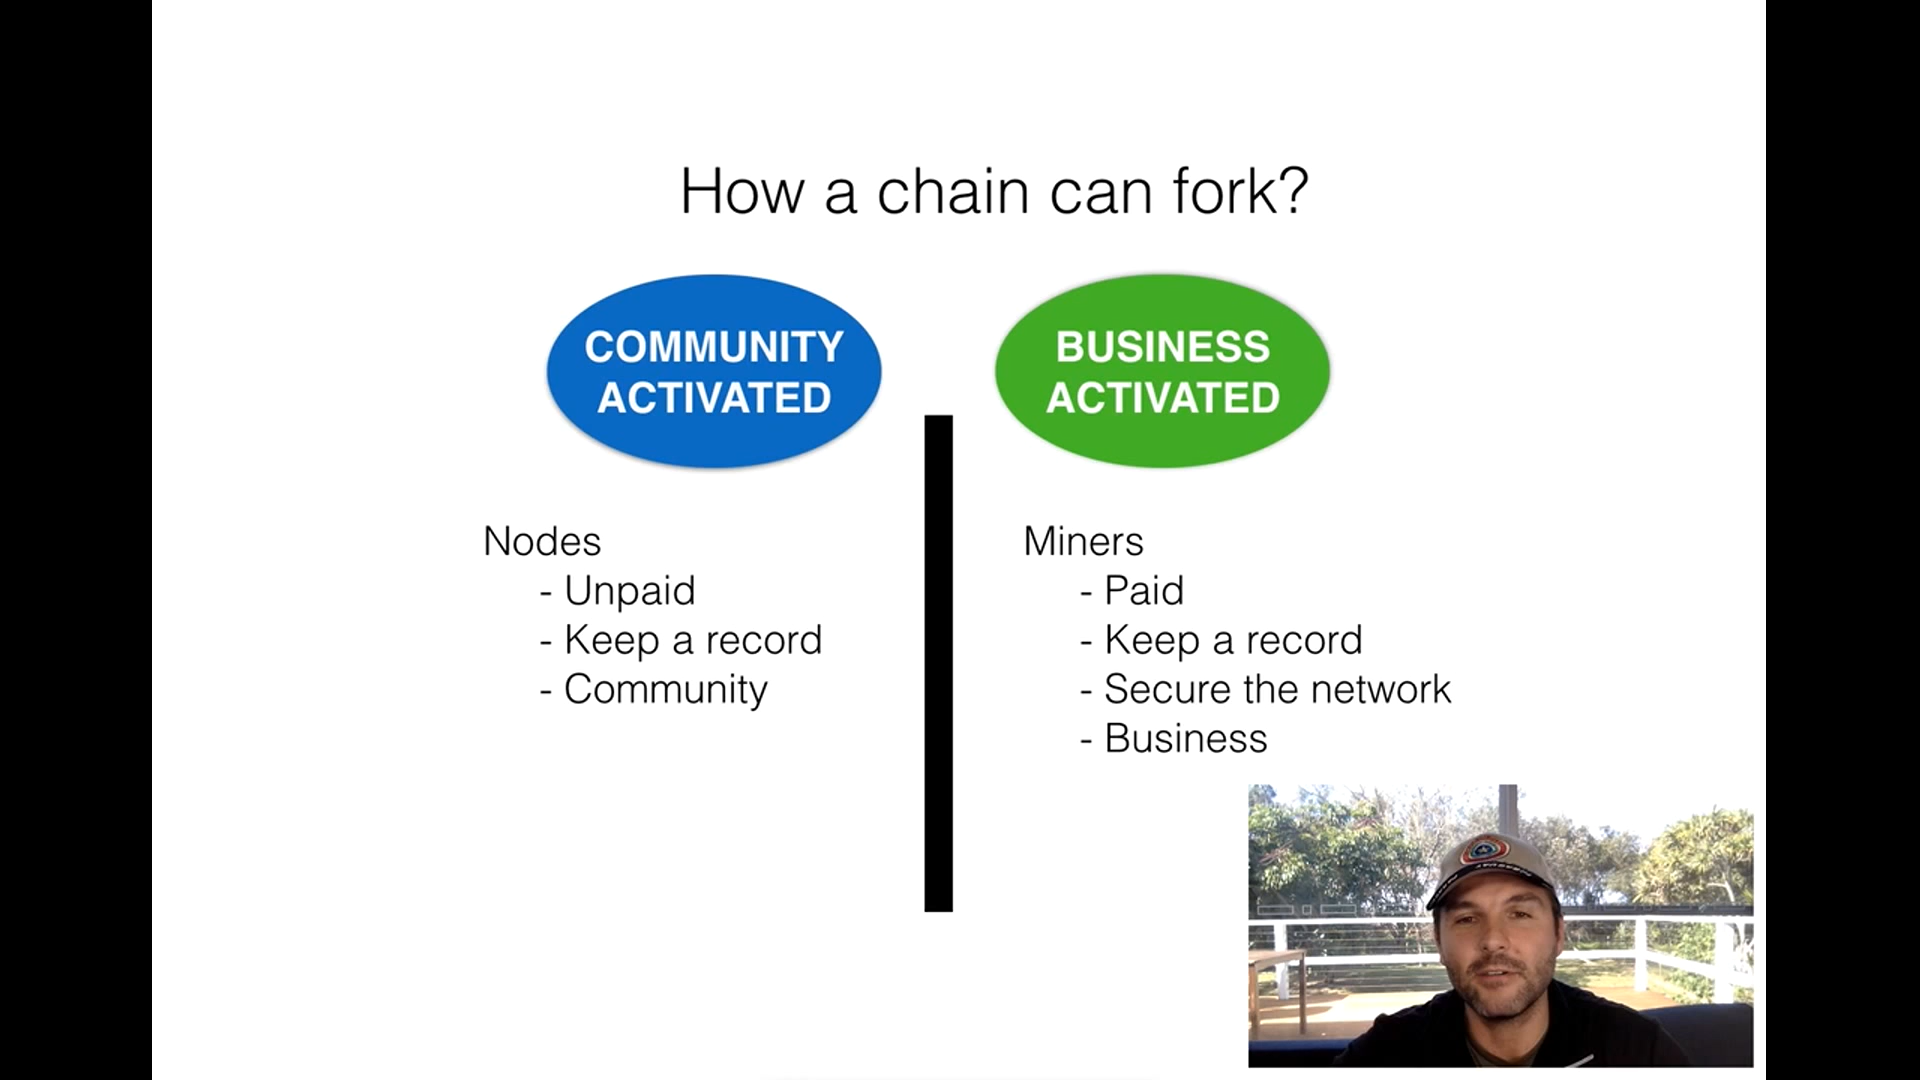 How a chain can fork?
COMMUNITY
ACTIVATED
BUSINESS
ACTIVATED
Nodes
- Unpaid
- Keep a record
- Community
Miners
- Paid
- Keep a record
- Secure the network
- Business